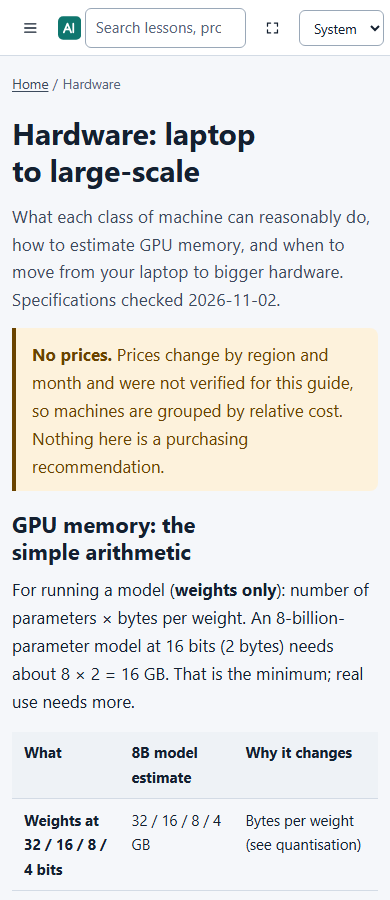 AI
Search lessons, prc
System
Home / Hardware
Hardware: laptop
to large-scale
What each class of machine can reasonably do,
how to estimate GPU memory, and when to
move from your laptop to bigger hardware.
Specifications checked 2026-11-02.
No prices. Prices change by region and
month and were not verified for this guide,
so machines are grouped by relative cost.
Nothing here is a purchasing
recommendation.
GPU memory: the
simple arithmetic
For running a model (weights only): number of
parameters × bytes per weight. An 8-billion-
parameter model at 16 bits (2 bytes) needs
about 8 × 2 = 16 GB. That is the minimum; real
use needs more.
What
8B model
estimate
Why it changes
Weights at
32 / 16 / 8 /
4 bits
32 / 16 / 8 / 4
GB
Bytes per weight
(see quantisation)